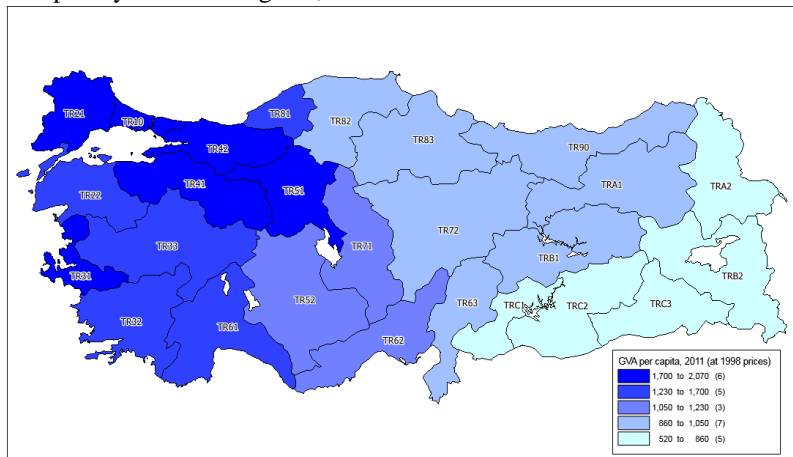 TR21
TR10
TR81
TR82
TR83
TR42
TR90
TR41
TR51
TRA1
TRA2
TR22
TR33
TR71
TR72
TRB1
TRB2
TR31
TR52
TR63
TRC1
TRC2
TRC3
TR32
TR61
TR62
GVA per capita, 2011 (at 1998 prices)
1,700 to 2,070 (6)
1,230 to 1,700 (5)
1,050 to 1,230 (3)
860 to 1,050 (7)
520 to 860 (5)